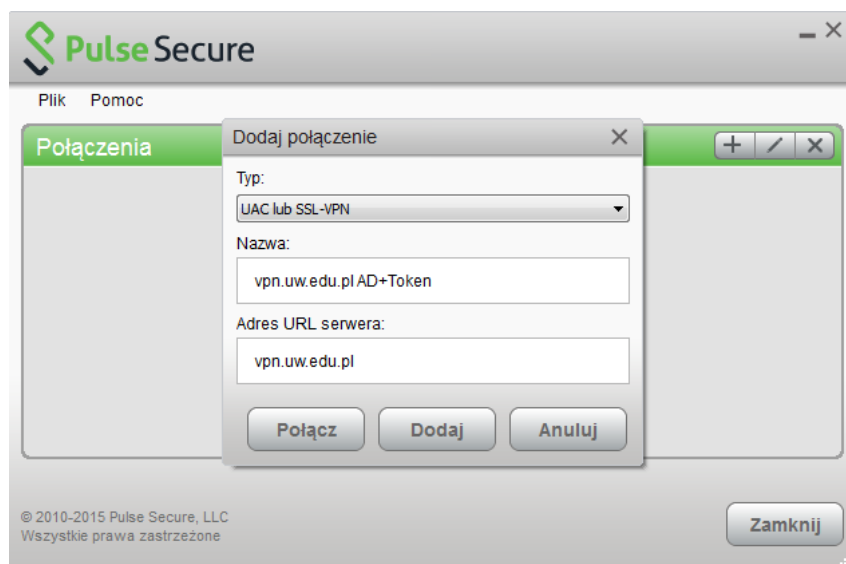 Pulse Secure
Plik Pomoc
Połączenia
Dodaj połączenie
Typ:
UAC lub SSL-VPN
Nazwa:
vpn.uw.edu.pl AD+Token
Adres URL serwera:
vpn.uw.edu.pl
Połącz Dodaj Anuluj
© 2010-2015 Pulse Secure, LLC
Wszystkie prawa zastrzeżone
Zamknij